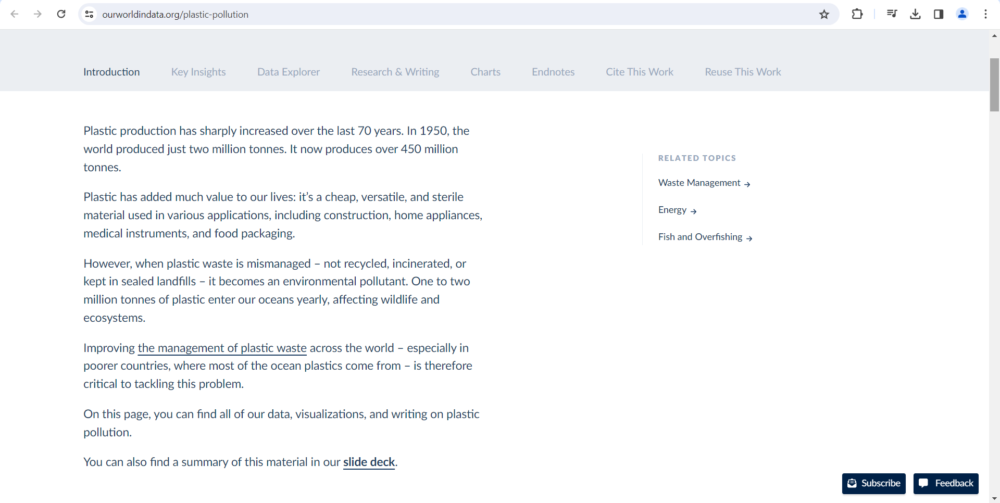 ourworldindata.org/plastic-pollution
Introduction
Key Insights
Data Explorer
Research & Writing
Charts
Endnotes
Cite This Work
Reuse This Work
Plastic production has sharply increased over the last 70 years. In 1950, the
world produced just two million tonnes. It now produces over 450 million
tonnes.
Plastic has added much value to our lives: it’s a cheap, versatile, and sterile
material used in various applications, including construction, home appliances,
medical instruments, and food packaging.
However, when plastic waste is mismanaged – not recycled, incinerated, or
kept in sealed landfills – it becomes an environmental pollutant. One to two
million tonnes of plastic enter our oceans yearly, affecting wildlife and
ecosystems.
Improving the management of plastic waste across the world – especially in
poorer countries, where most of the ocean plastics come from – is therefore
critical to tackling this problem.
On this page, you can find all of our data, visualizations, and writing on plastic
pollution.
You can also find a summary of this material in our slide deck.
RELATED TOPICS
Waste Management →
Energy →
Fish and Overfishing →
Subscribe
Feedback